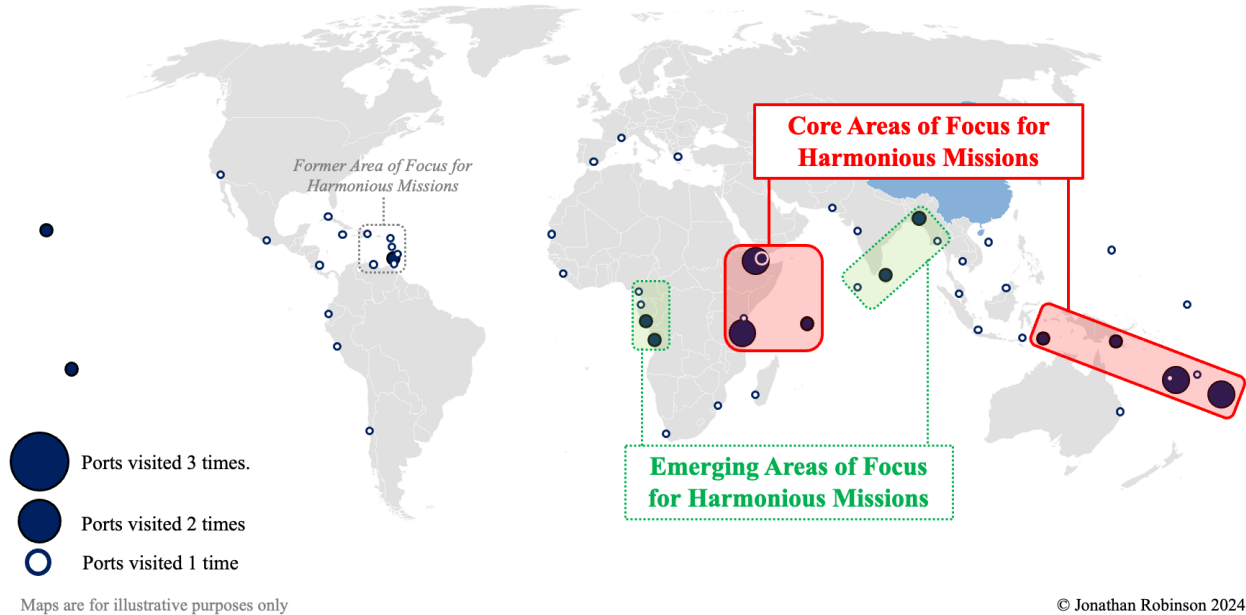 Core Areas of Focus for
Harmonious Missions
Former Area of Focus for
Harmonious Missions
Emerging Areas of Focus
for Harmonious Missions
Ports visited 3 times.
Ports visited 2 times
Ports visited 1 time
Maps are for illustrative purposes only
© Jonathan Robinson 2024